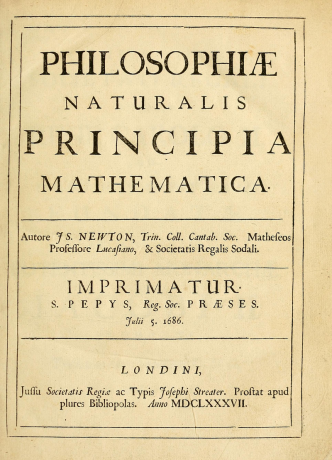 PHILOSOPHIÆ
NATURALIS
PRINCIPIA
MATHEMATICA.
Autore JS. NEWTON, Trin. Coll. Cantab. Soc. Matheseos
Professore Lucasiano, & Societatis Regalis Sodali.
IMPRIMATUR.
S. PEPYS, Reg. Soc. PRÆSES.
Julii 5. 1686.
LONDINI,
Jussu Societatis Regiæ ac Typis Josephi Streater. Prostat apud
plures Bibliopolas. Anno MDCLXXXVII.